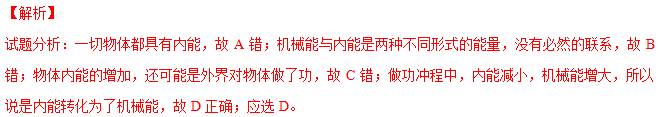 【解析】
试题分析：一切物体都具有内能，故 A 错；机械能与内能是两种不同形式的能量，没有必然的联系，故 B
错；物体内能的增加，还可能是外界对物体做了功，故 C 错；做功冲程中，内能减小，机械能增大，所以
说是内能转化为了机械能，故 D 正确；应选 D。